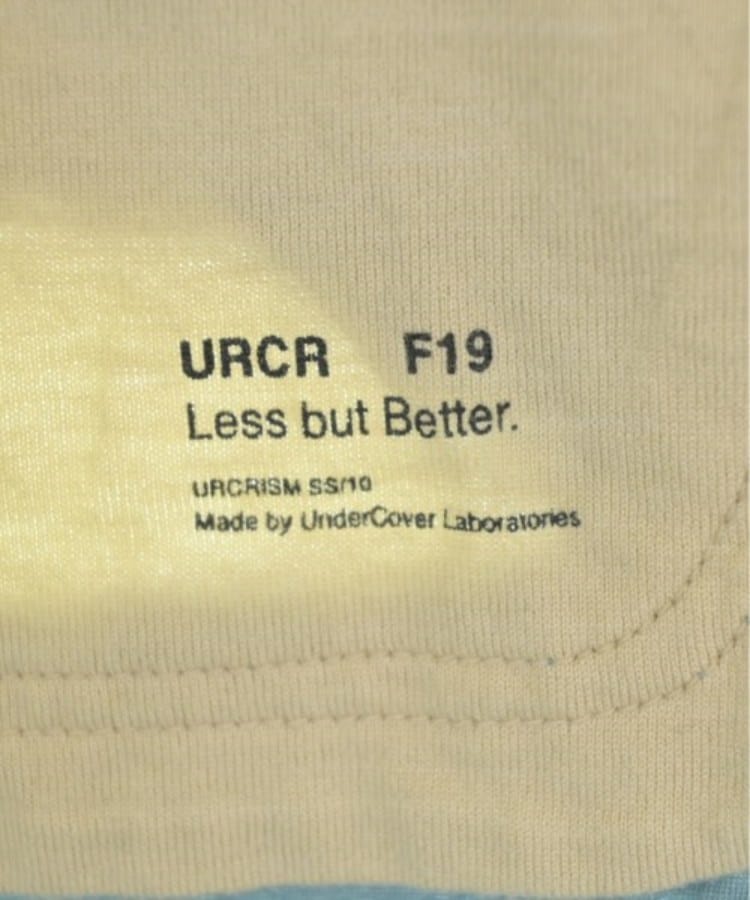 URCR F19
Less but Better.
URCRISM SS/10
Made by UnderCover Laboratories